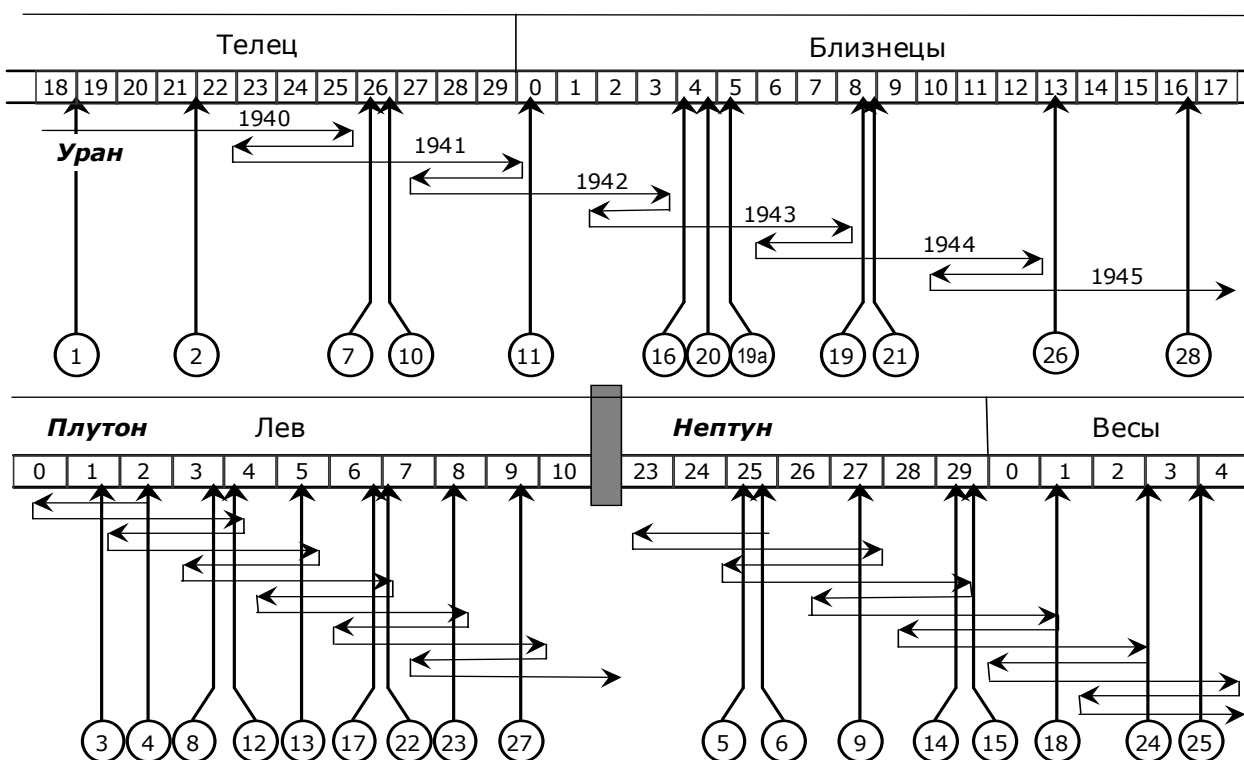 Телец Близнецы
18 19 20 21 22 23 24 25 26 27 28 29 0 1 2 3 4 5 6 7 8 9 10 11 12 13 14 15 16 17
1940
Уран
1941
1942
1943
1944
1945
1 2 7 10 11 16 20 19а 19 21 26 28
Плутон Лев Нептун Весы
0 1 2 3 4 5 6 7 8 9 10 23 24 25 26 27 28 29 0 1 2 3 4
3 4 8 12 13 17 22 23 27 5 6 9 14 15 18 24 25